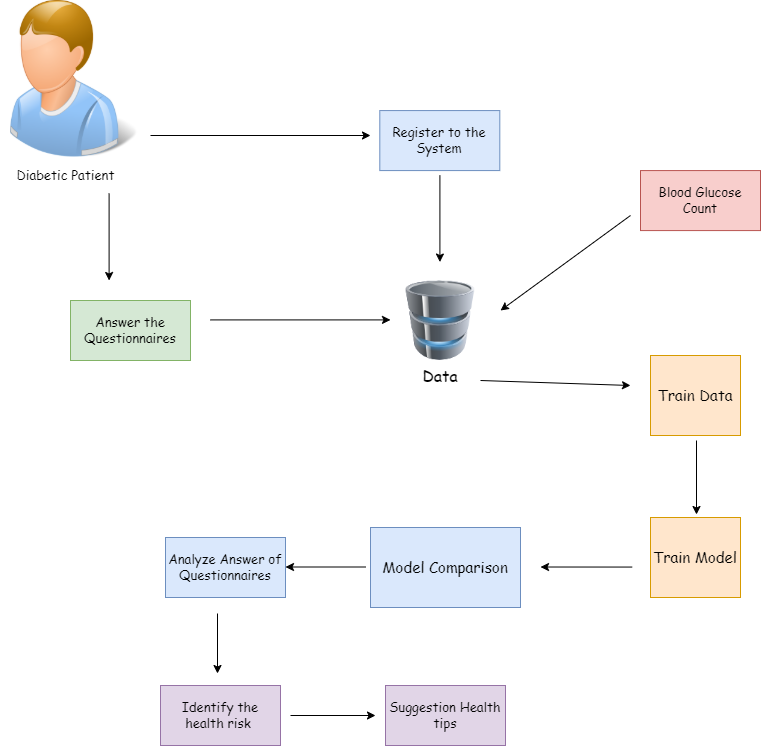 Diabetic Patient
Register to the
System
Blood Glucose
Count
Answer the
Questionnaires
Data
Train Data
Train Model
Model Comparison
Analyze Answer of
Questionnaires
Identify the
health risk
Suggestion Health
tips